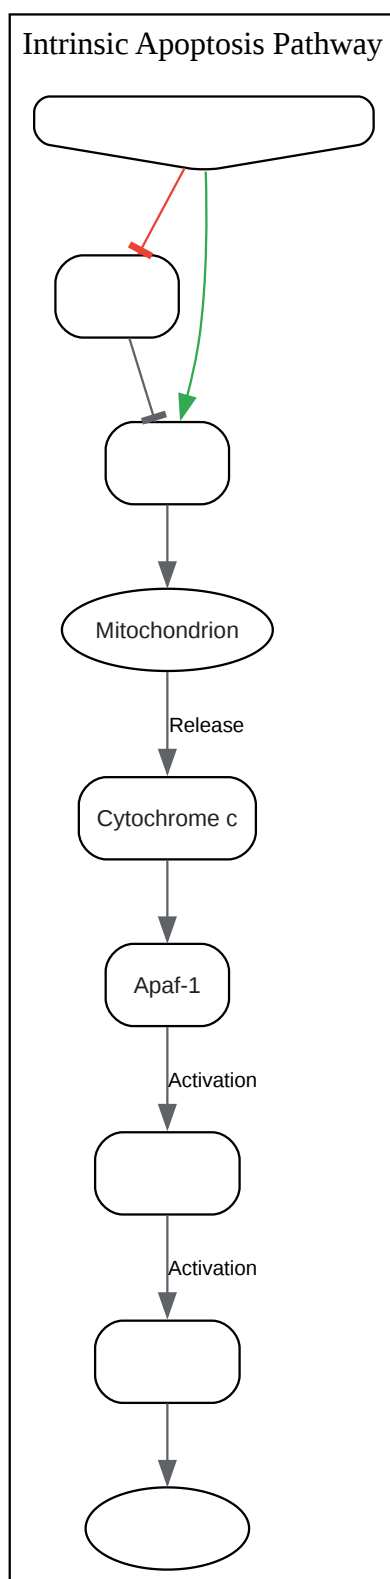 Intrinsic Apoptosis Pathway
Mitochondrion
Release
Cytochrome c
Apaf-1
Activation
Activation